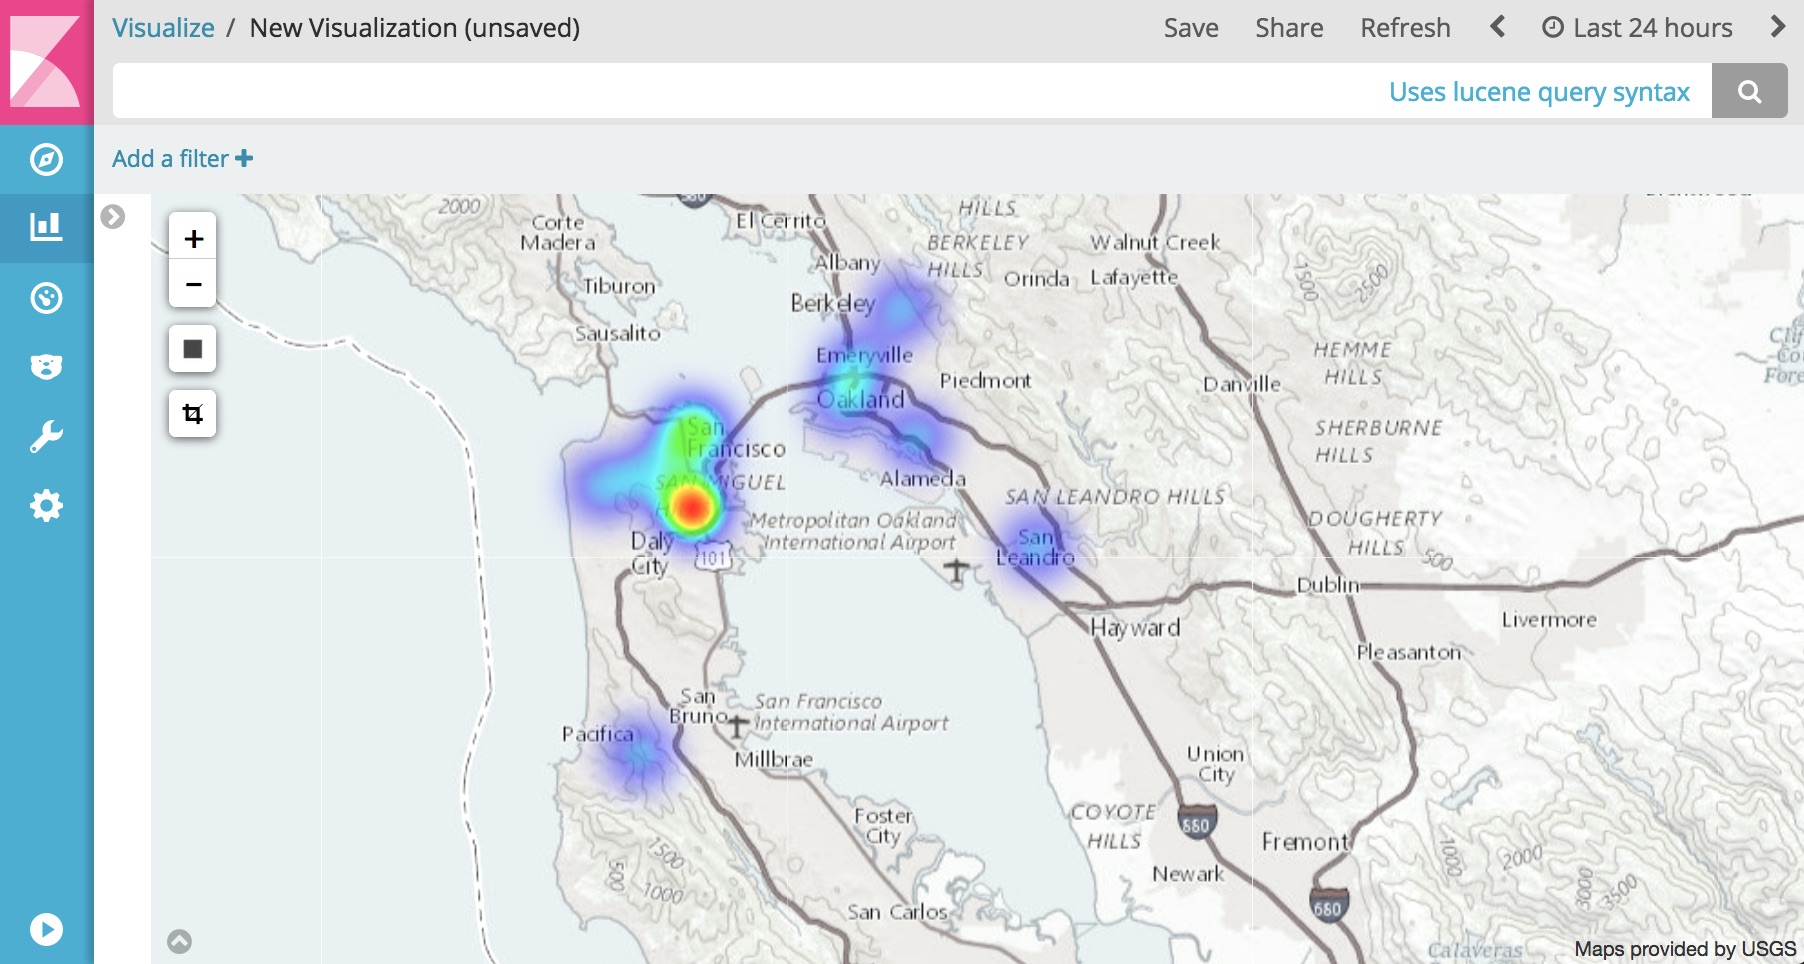 Visualize / New Visualization (unsaved)
Save Share Refresh Last 24 hours
Uses lucene query syntax
Add a filter
2000
Corte
Madera
El Cerrito
HILLS
BERKELEY
HILLS
Walnut Creek
Albany
Orinda
Lafayette
1500
2500
Tiburon
Berkeley
Sausalito
Emeryville
HEMME
HILLS
Piedmont
Danville
Oakland
San
Francisco
SHERBURNE
HILLS
SAN MIGUEL
Alameda
SAN LEANDRO HILLS
Metropolitan Oakland
International Airport
DOUGHERTY
HILLS
500
Daly
City
101
San
Leandro
Dublin
Livermore
Hayward
Pleasanton
San
Bruno
San Francisco
International Airport
Pacifica
Millbrae
Union
City
Foster
City
COYOTE
HILLS
880
Fremont
1500
500
1000
Newark
1000
2000
3000
3500
680
San Carlos
Calaveras
Maps provided by USGS